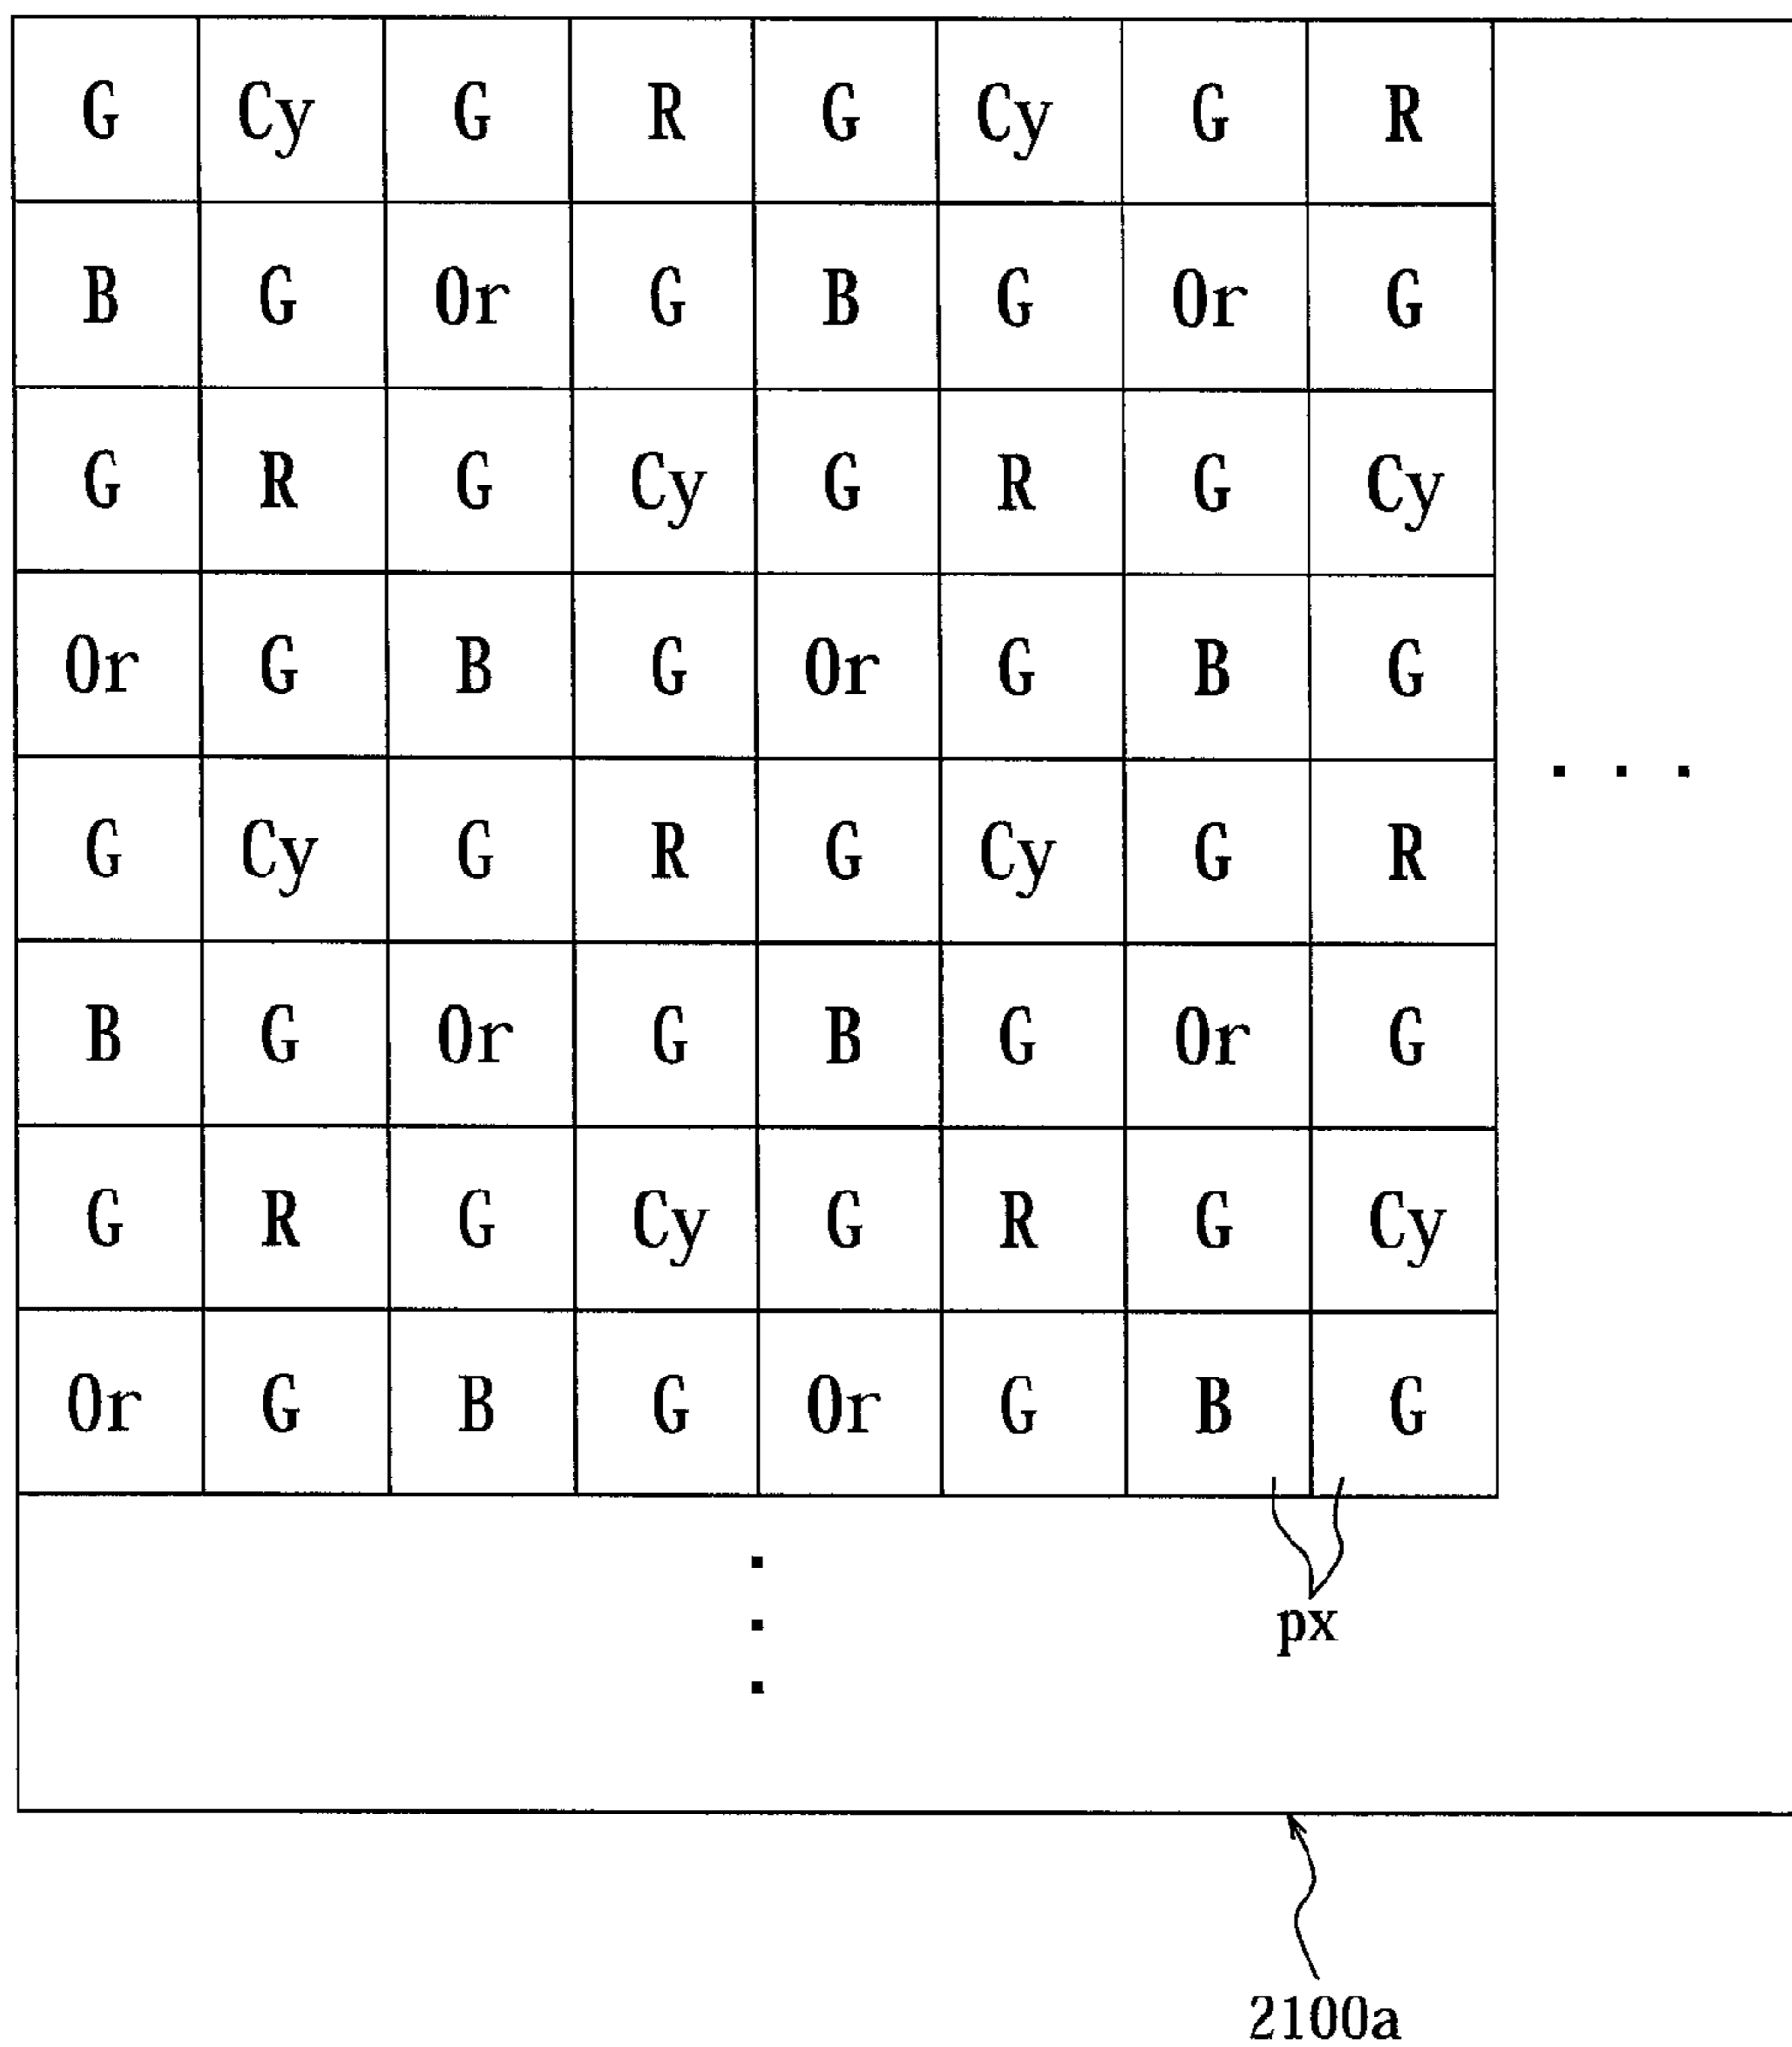 G Cy G R G Cy G R
B G Or G B G Or G
G R G Cy G R G Cy
Or G B G Or G B G
. . .
G Cy G R G Cy G R
B G Or G B G Or G
G R G Cy G R G Cy
Or G B G Or G B G
.
.
.
px
2100a